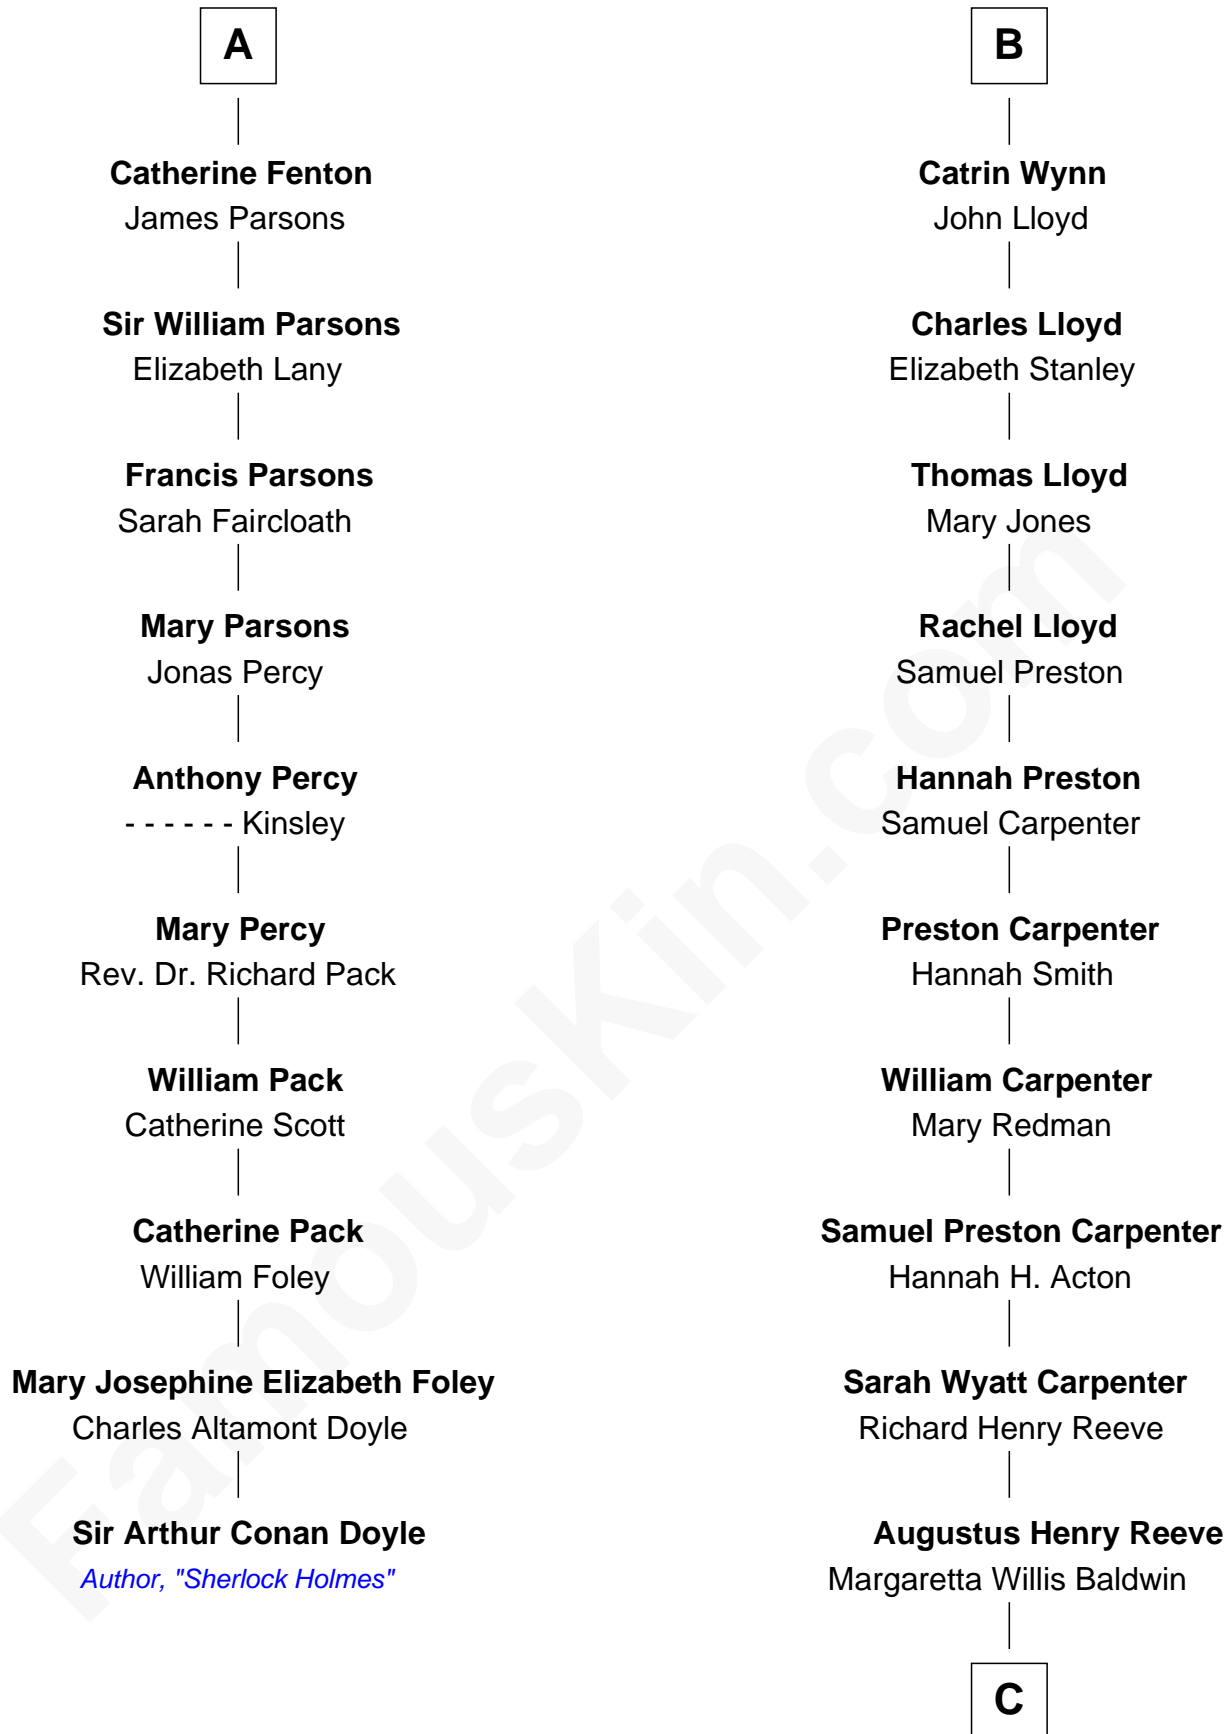 A
Catherine Fenton
James Parsons
Sir William Parsons
Elizabeth Lany
Francis Parsons
Sarah Faircloath
Mary Parsons
Jonas Percy
Anthony Percy
- - - - - - Kinsley
Mary Percy
Rev. Dr. Richard Pack
William Pack
Catherine Scott
Catherine Pack
William Foley
Mary Josephine Elizabeth Foley
Charles Altamont Doyle
Sir Arthur Conan Doyle
Author, "Sherlock Holmes"
B
Catrin Wynn
John Lloyd
Charles Lloyd
Elizabeth Stanley
Thomas Lloyd
Mary Jones
Rachel Lloyd
Samuel Preston
Hannah Preston
Samuel Carpenter
Preston Carpenter
Hannah Smith
William Carpenter
Mary Redman
Samuel Preston Carpenter
Hannah H. Acton
Sarah Wyatt Carpenter
Richard Henry Reeve
Augustus Henry Reeve
Margaretta Willis Baldwin
C
FamousKin.com